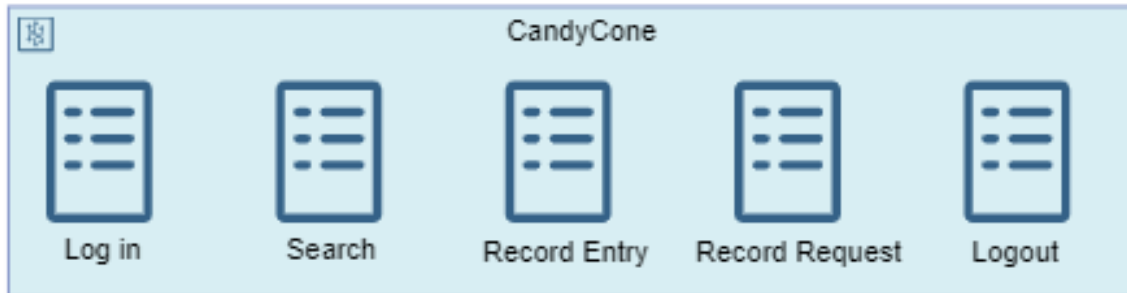 CandyCone
Log in
Search
Record Entry
Record Request
Logout